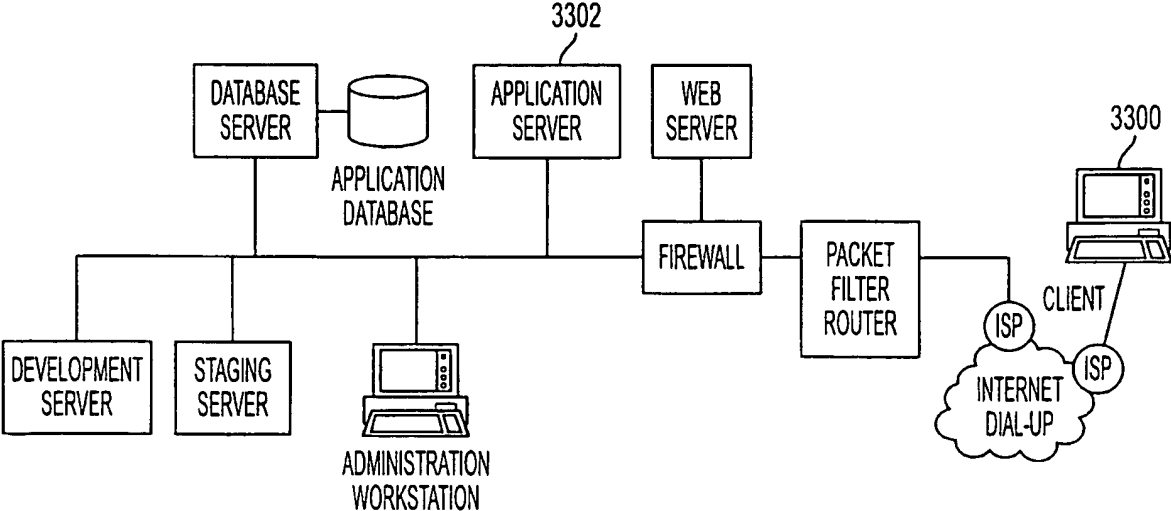 3302
DATABASE
SERVER
APPLICATION
DATABASE
APPLICATION
SERVER
WEB
SERVER
3300
FIREWALL
PACKET
FILTER
ROUTER
CLIENT
ISP
ISP
INTERNET
DIAL-UP
DEVELOPMENT
SERVER
STAGING
SERVER
ADMINISTRATION
WORKSTATION